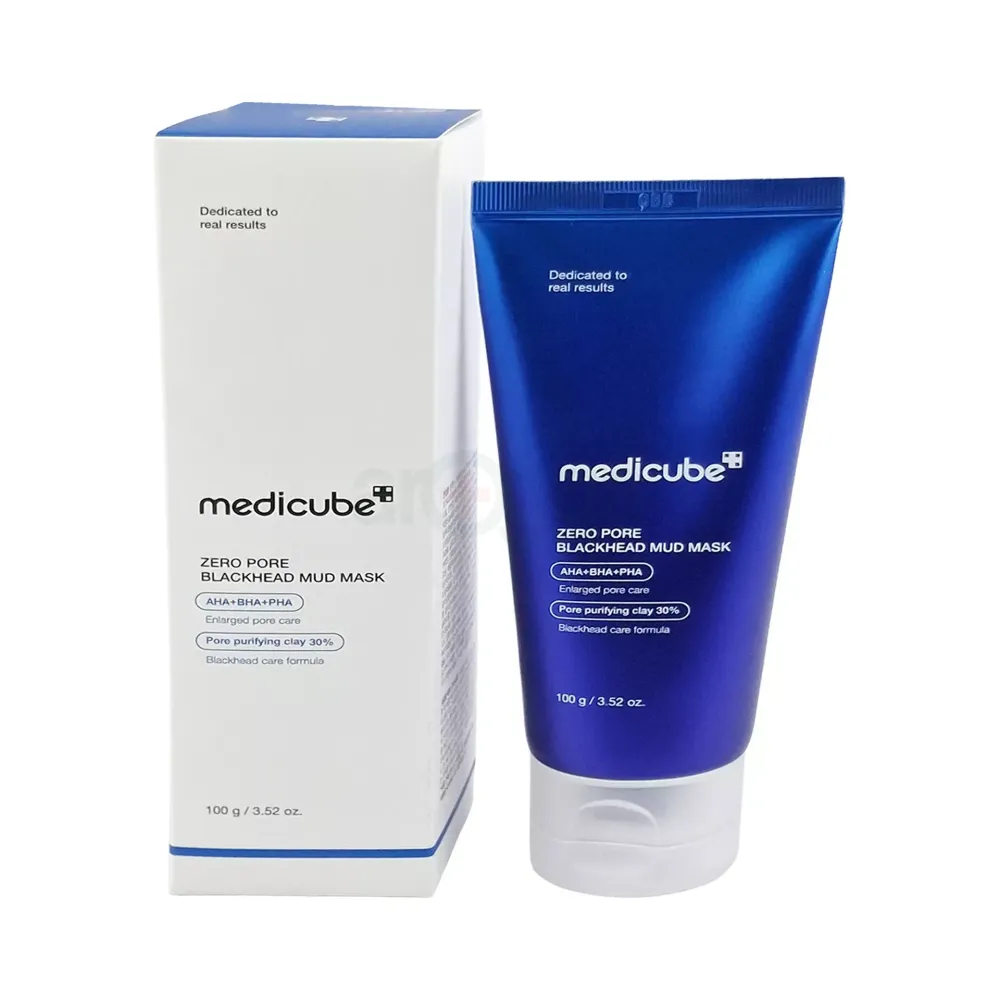 Dedicated to
real results
medicube
ZERO PORE
BLACKHEAD MUD MASK
AHA+BHA+PHA
Enlarged pore care
Pore purifying clay 30%
Blackhead care formula
100 g / 3.52 oz.
Dedicated to
real results
medicube
ZERO PORE
BLACKHEAD MUD MASK
AHA+BHA+PHA
Enlarged pore care
Pore purifying clay 30%
Blackhead care formula
100 g / 3.52 oz.